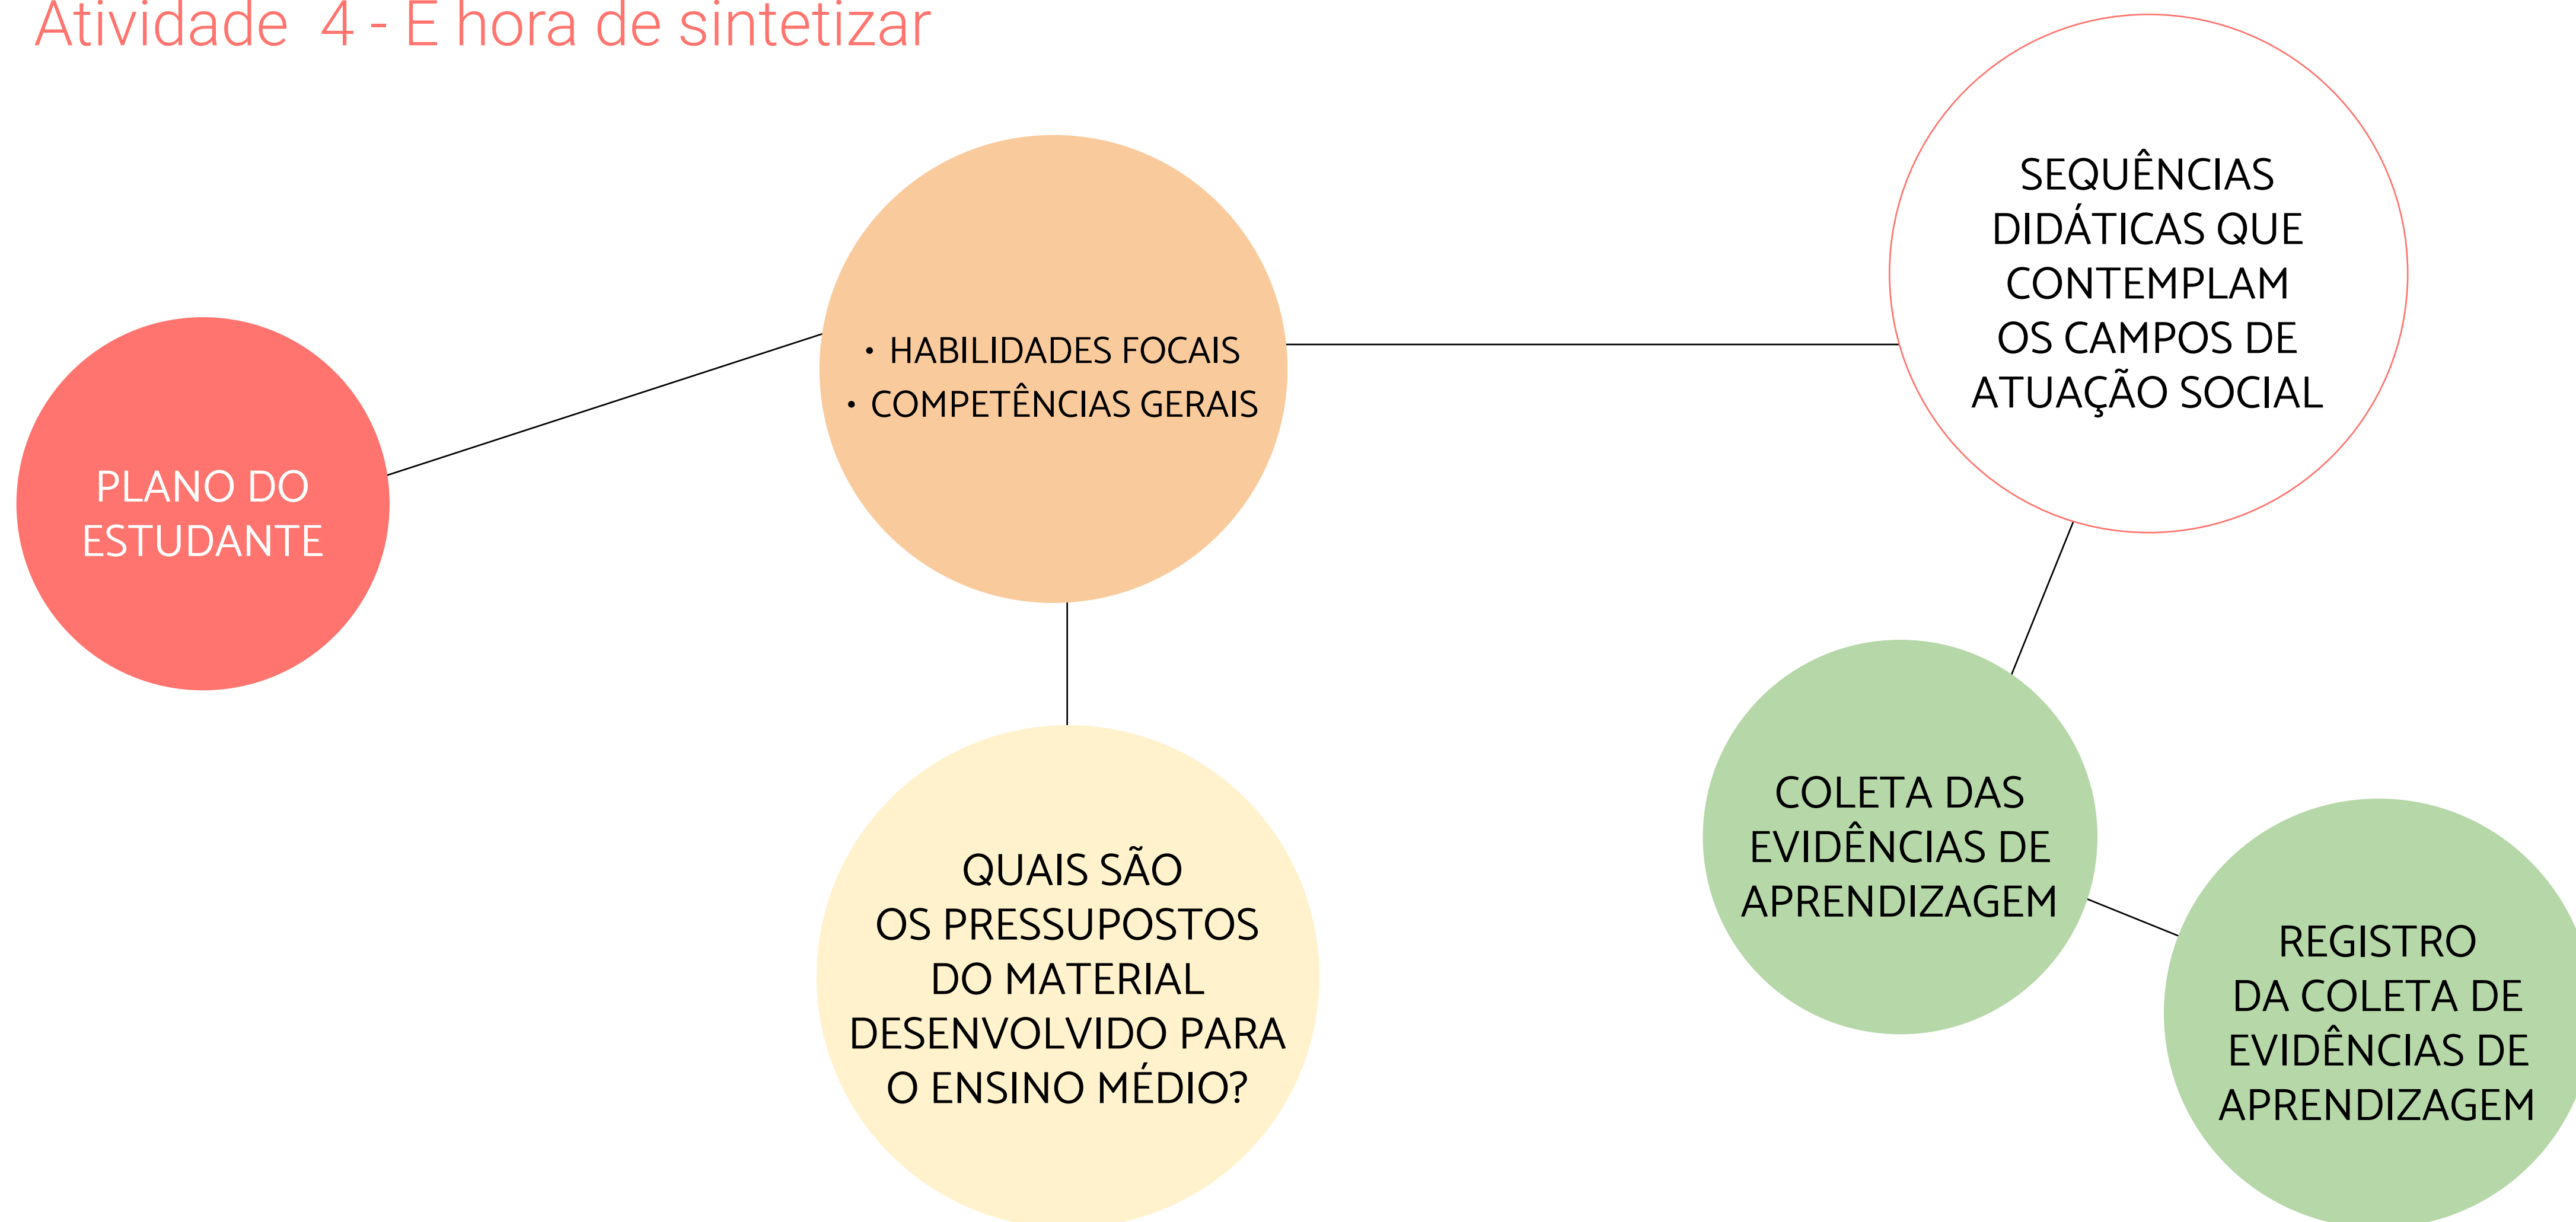 Atividade 4 - É hora de sintetizar
PLANO DO
ESTUDANTE
• HABILIDADES FOCAIS
• COMPETÊNCIAS GERAIS
SEQUÊNCIAS
DIDÁTICAS QUE
CONTEMPLAM
OS CAMPOS DE
ATUAÇÃO SOCIAL
QUAIS SÃO
OS PRESSUPOSTOS
DO MATERIAL
DESENVOLVIDO PARA
O ENSINO MÉDIO?
COLETA DAS
EVIDÊNCIAS DE
APRENDIZAGEM
REGISTRO
DA COLETA DE
EVIDÊNCIAS DE
APRENDIZAGEM